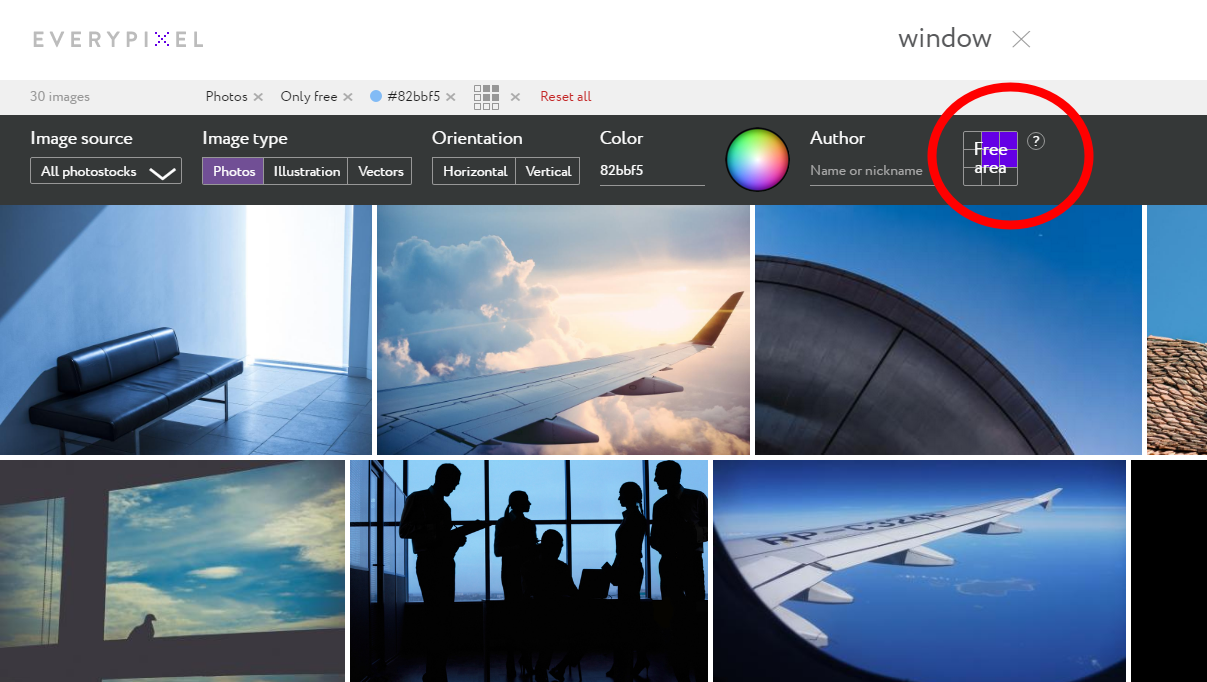 EVERYPIXEL
window
30 images
Photos
Only free
#82bbf5
Reset all
Image source
Image type
Orientation
Color
Author
Free area
?
All photostocks
Photos
Illustration
Vectors
Horizontal
Vertical
82bbf5
Name or nickname
RP-C3248